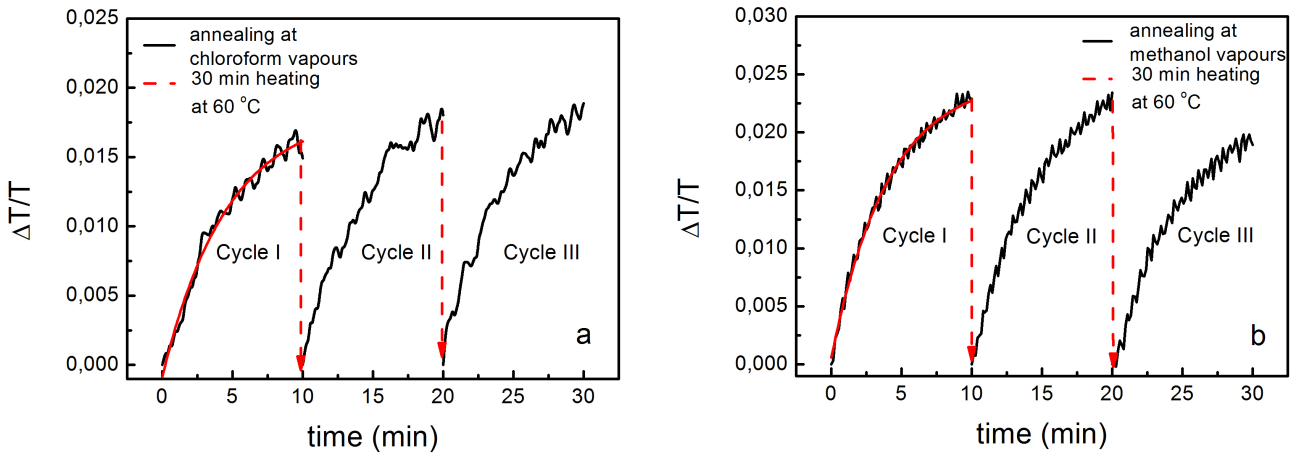 0,025
0,020
0,015
0,010
0,005
0,000
ΔT/T
annealing at
chloroform vapours
30 min heating
at 60 °C
Cycle I
Cycle II
Cycle III
a
0 5 10 15 20 25 30
time (min)
0,030
0,025
0,020
0,015
0,010
0,005
0,000
ΔT/T
annealing at
methanol vapours
30 min heating
at 60 °C
Cycle I
Cycle II
Cycle III
b
0 5 10 15 20 25 30
time (min)